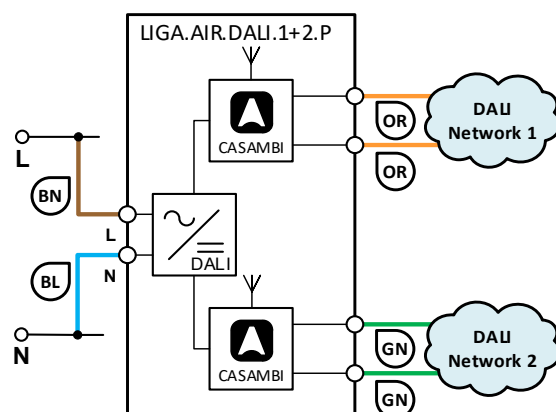 LIGA.AIR.DALI.1+2.P
CASAMBI
OR
OR
DALI
Network 1
L
BN
L
N
DALI
BL
N
CASAMBI
GN
GN
DALI
Network 2